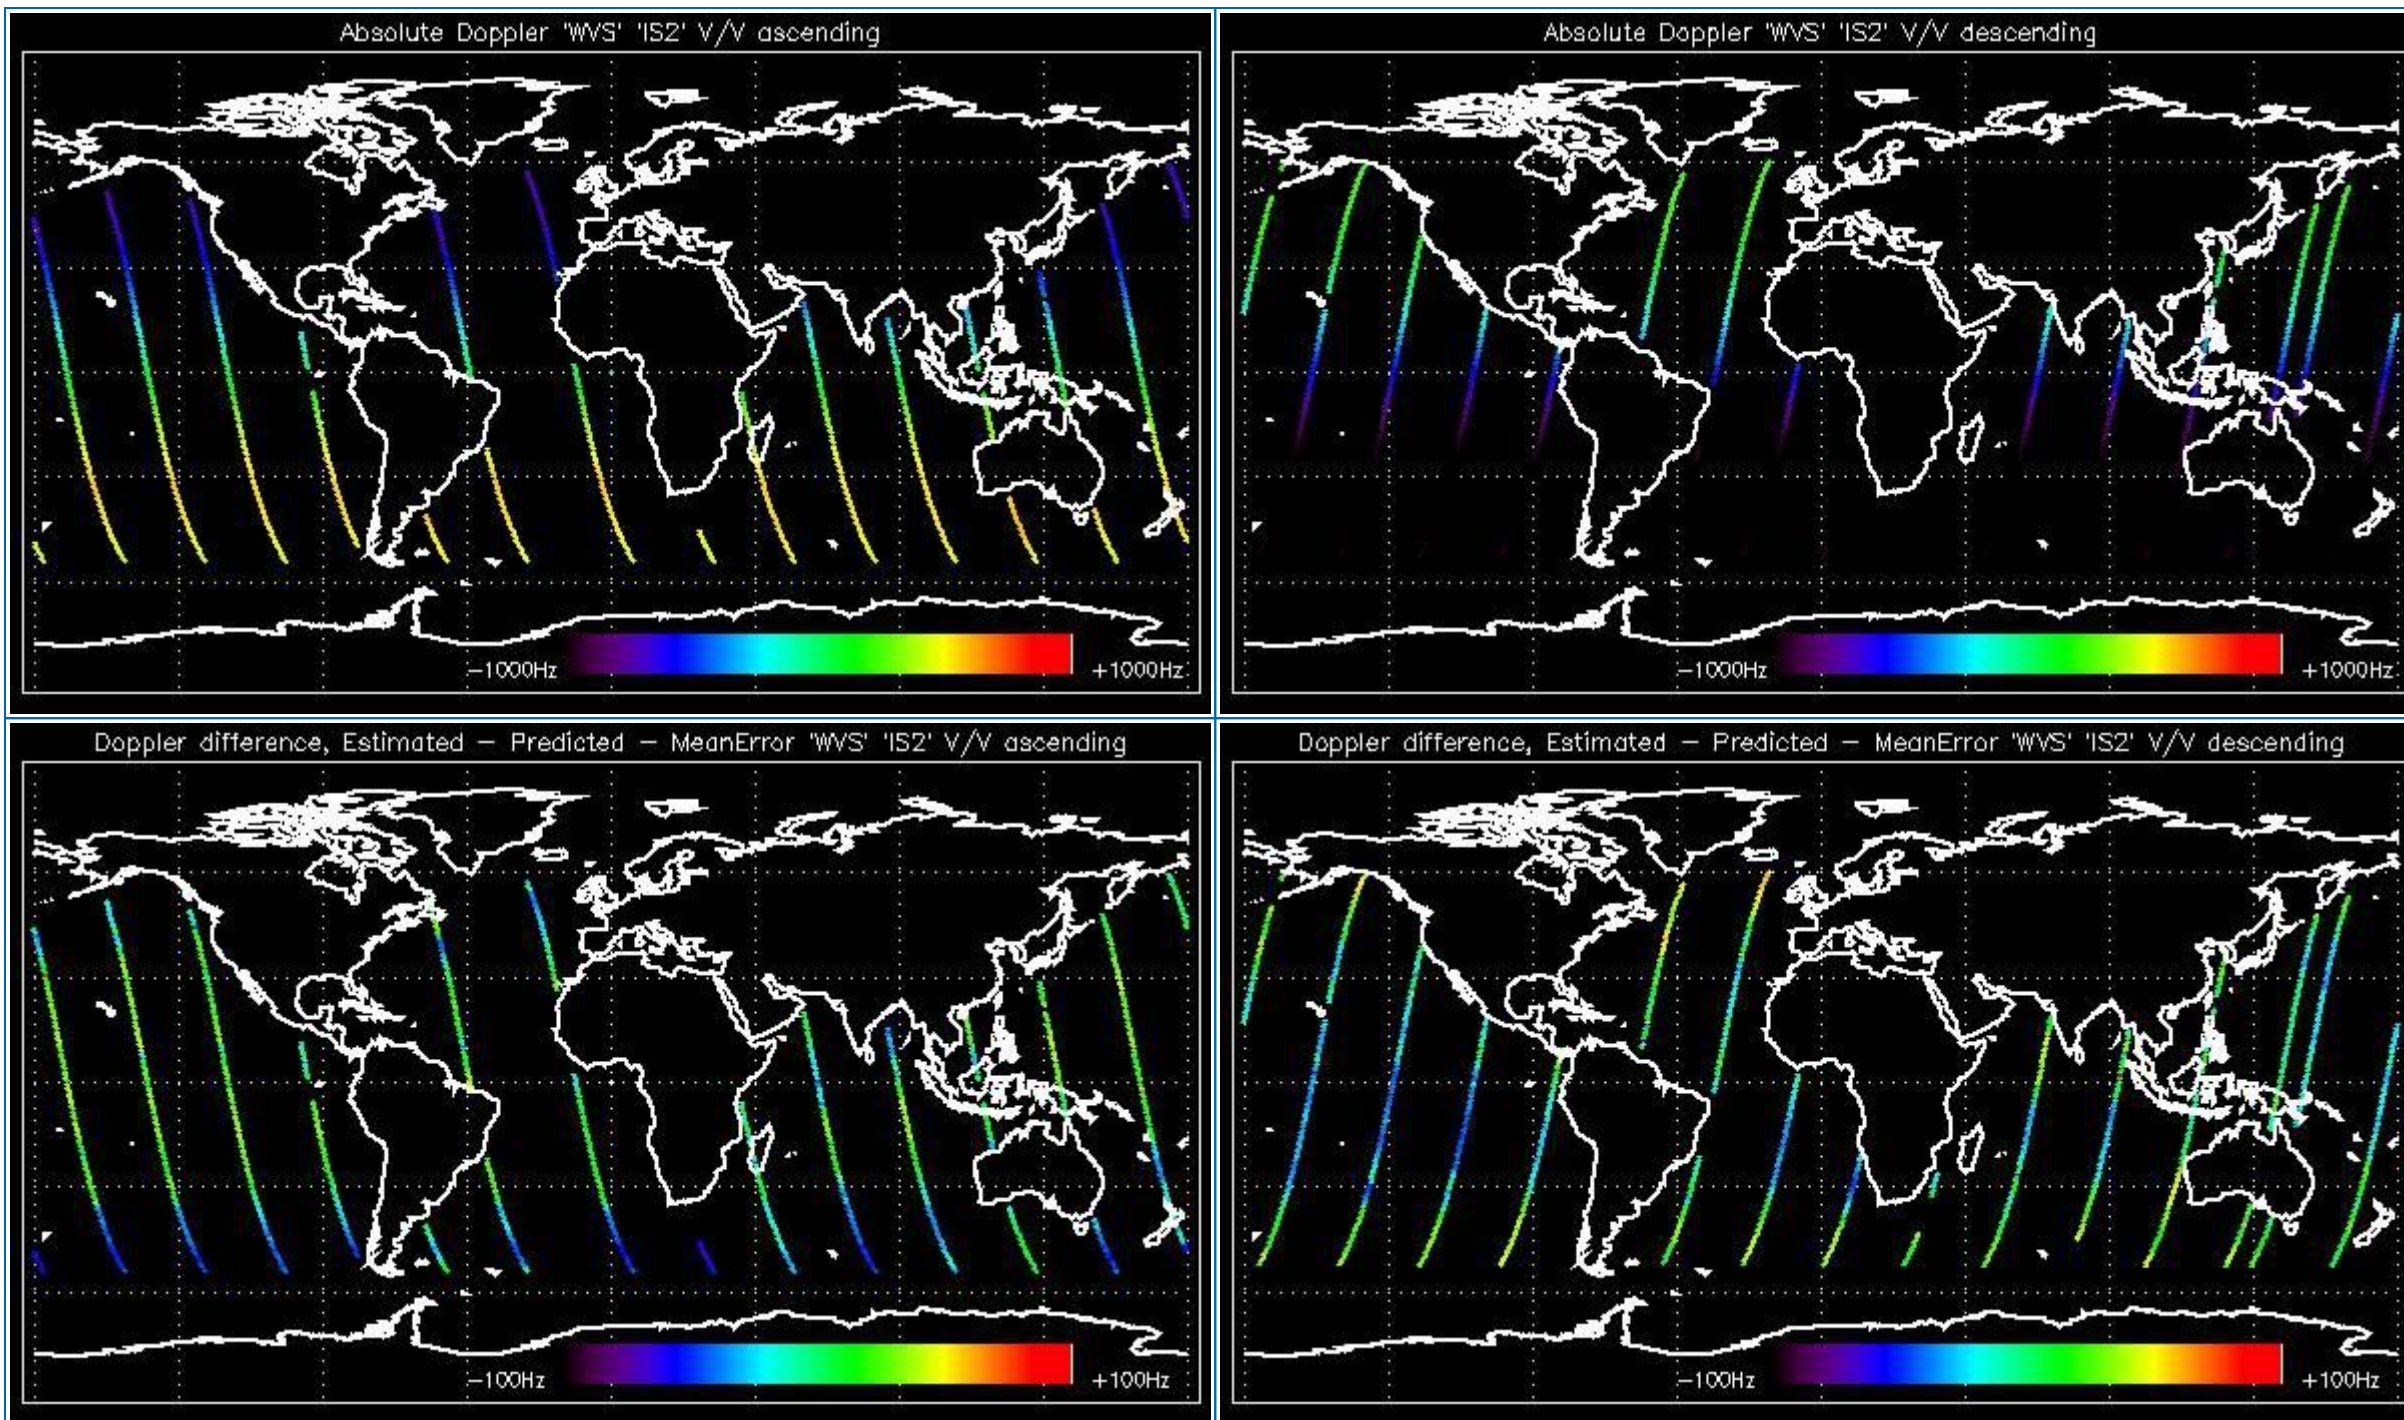 Absolute Doppler 'WVS' 'IS2' V/V ascending
-1000Hz
+1000Hz
Absolute Doppler 'WVS' 'IS2' V/V descending
-1000Hz
+1000Hz
Doppler difference, Estimated - Predicted - MeanError 'WVS' 'IS2' V/V ascending
-100Hz
+100Hz
Doppler difference, Estimated - Predicted - MeanError 'WVS' 'IS2' V/V descending
-100Hz
+100Hz